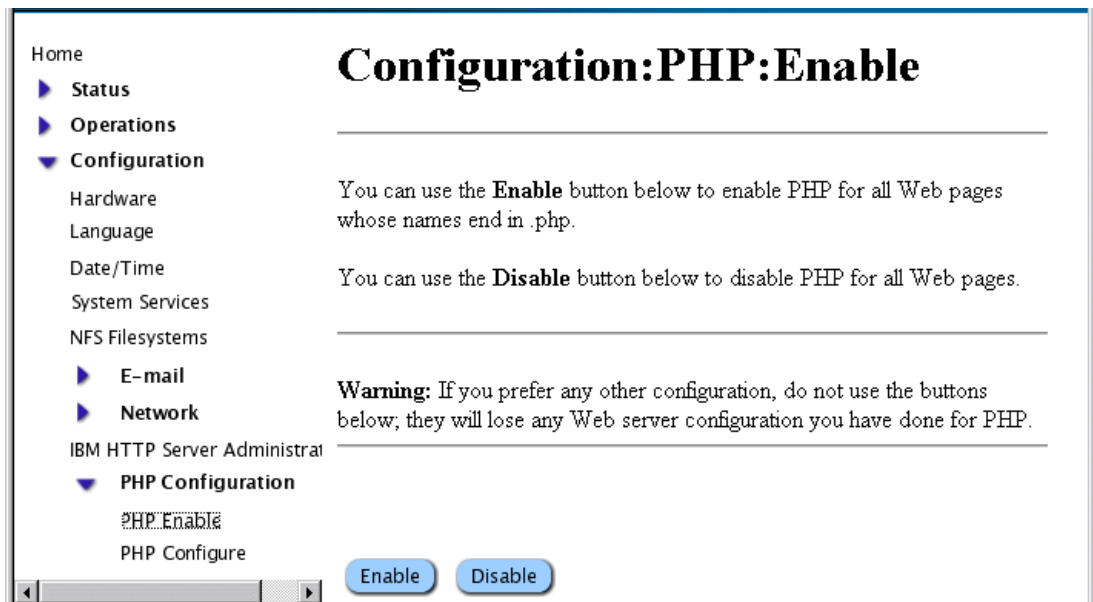 Home
Status
Operations
Configuration
Hardware
Language
Date/Time
System Services
NFS Filesystems
E-mail
Network
IBM HTTP Server Administrat
PHP Configuration
PHP Enable
PHP Configure
Configuration:PHP:Enable
You can use the Enable button below to enable PHP for all Web pages
whose names end in .php.
You can use the Disable button below to disable PHP for all Web pages.
Warning: If you prefer any other configuration, do not use the buttons
below; they will lose any Web server configuration you have done for PHP.
Enable
Disable